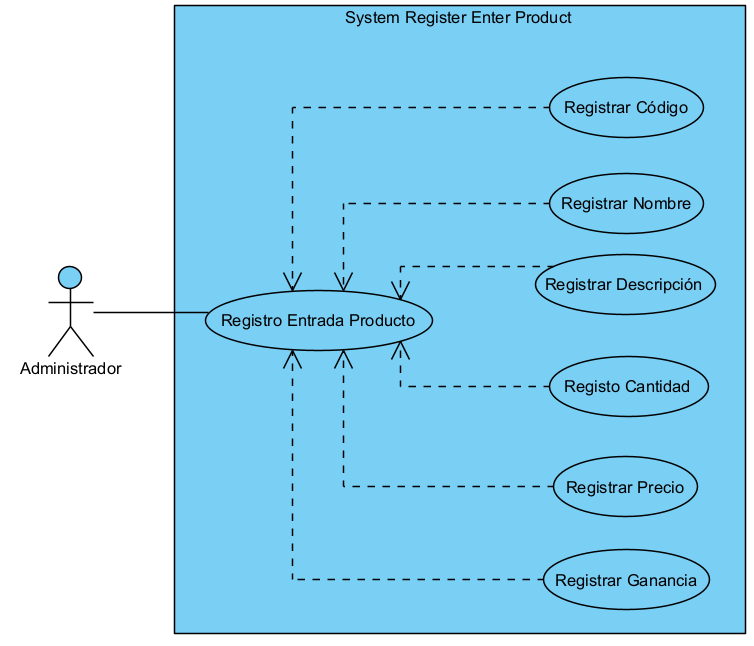 System Register Enter Product
Registrar Código
Registrar Nombre
Registrar Descripción
Registro Entrada Producto
Administrador
Registo Cantidad
Registrar Precio
Registrar Ganancia